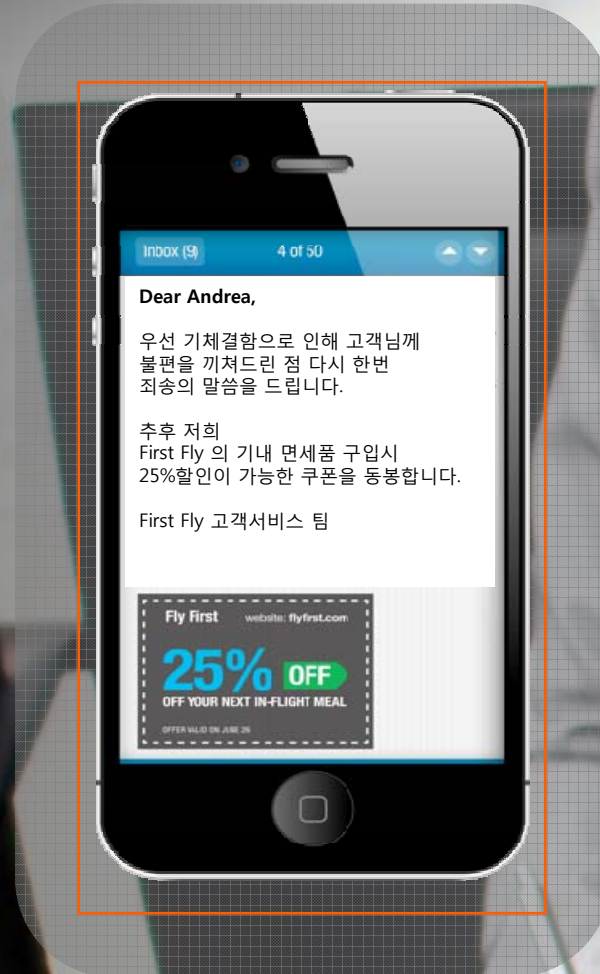 Inbox (9) 4 of 50
Dear Andrea,
우선 기체결함으로 인해 고객님께
불편을 끼쳐드린 점 다시 한번
죄송의 말씀을 드립니다.
추후 저희
First Fly 의 기내 면세품 구입시
25%할인이 가능한 쿠폰을 동봉합니다.
First Fly 고객서비스 팀
Fly First website: flyfirst.com
25% OFF
OFF YOUR NEXT IN-FLIGHT MEAL
OFFER VALID ON JUNE 25